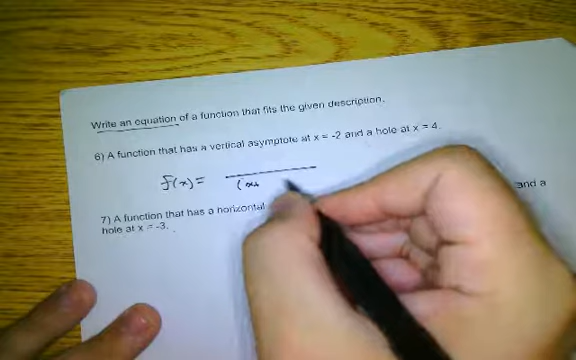 Write an equation of a function that fits the given description.
6) A function that has a vertical asymptote at x = -2 and a hole at x = 4.
f(x) = (x+
7) A function that has a horizontal and a
hole at x = -3.